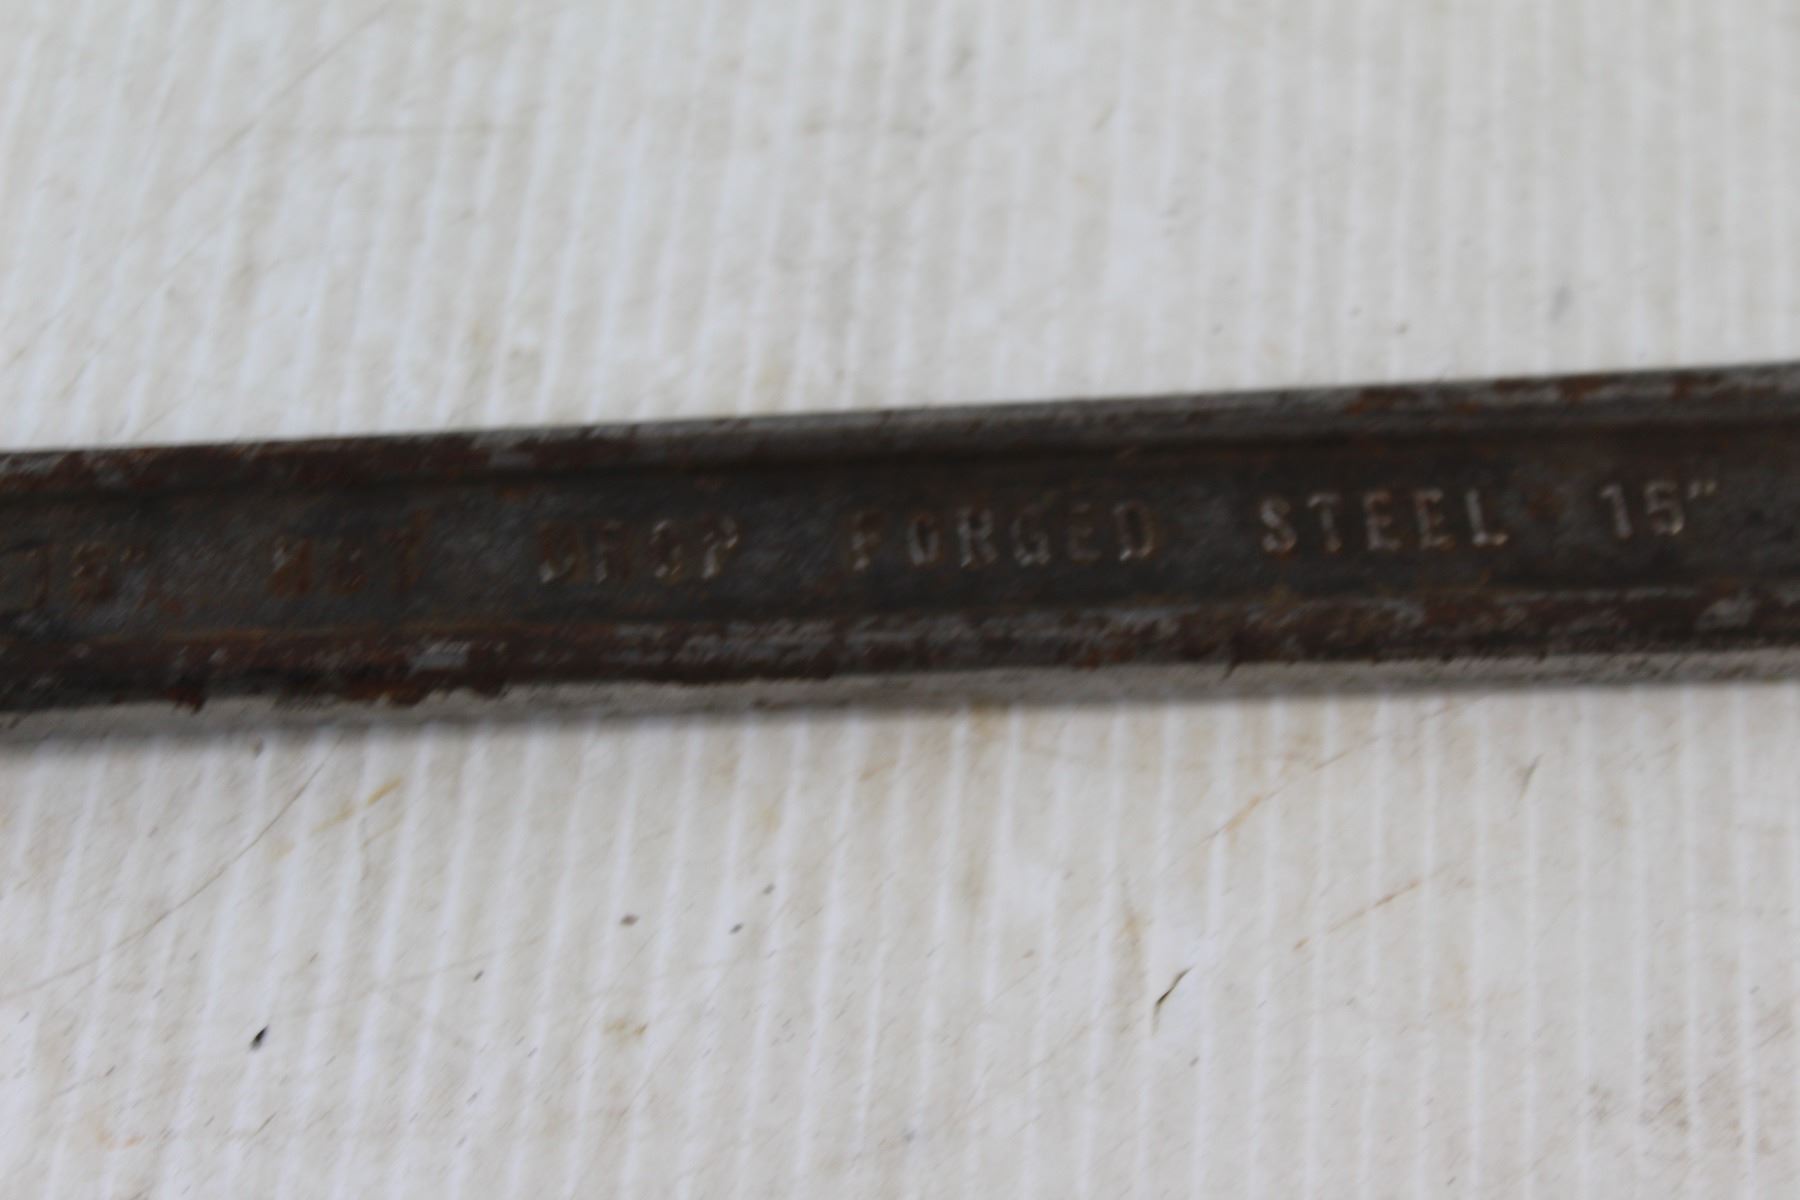 DROP FORGED STEEL 15"